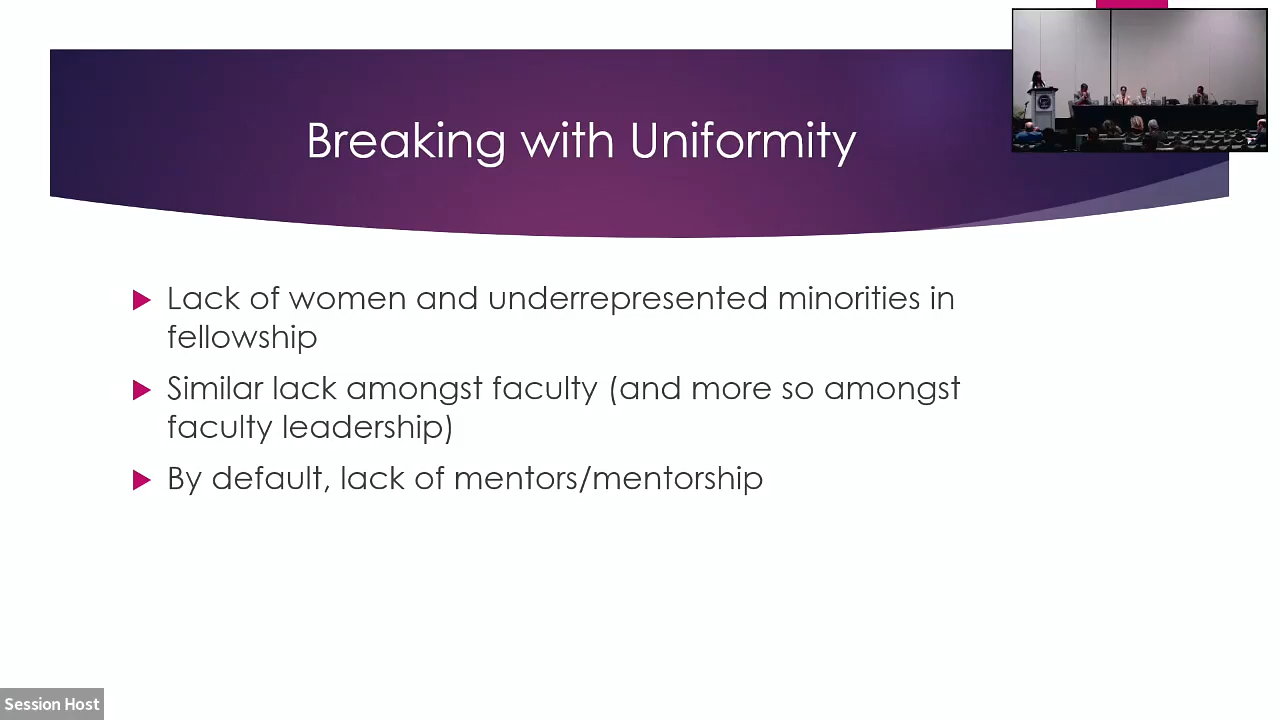 Breaking with Uniformity
Lack of women and underrepresented minorities in
fellowship
Similar lack amongst faculty (and more so amongst
faculty leadership)
By default, lack of mentors/mentorship
Session Host